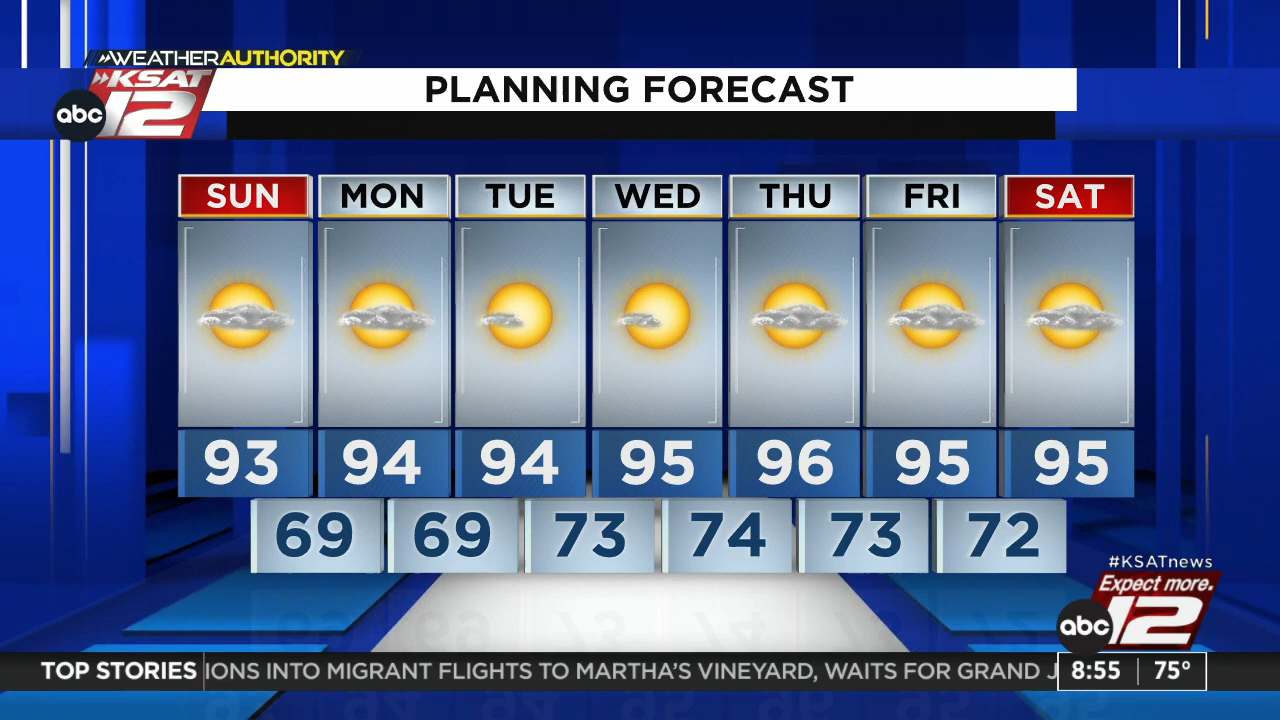 WEATHERAUTHORITY
KSAT
abc 12
PLANNING FORECAST
SUN MON TUE WED THU FRI SAT
93 94 94 95 96 95 95
69 69 73 74 73 72
#KSATnews
Expect more.
abc 12
TOP STORIES IONS INTO MIGRANT FLIGHTS TO MARTHA'S VINEYARD, WAITS FOR GRAND J 8:55 75°